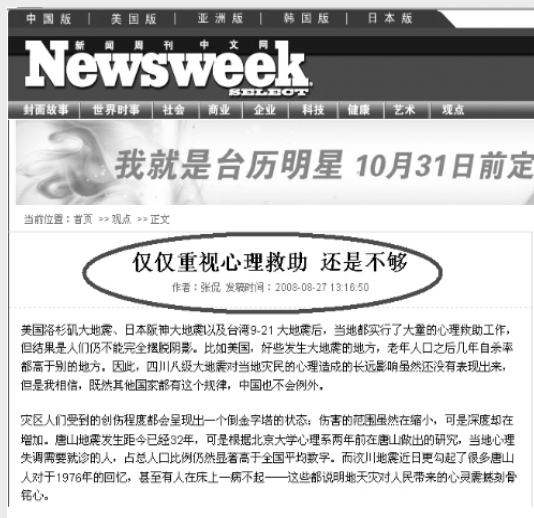 中国版 | 美国版 | 亚洲版 | 韩国版 | 日本版
新闻周刊中文网
Newsweek
SELECT
封面故事 世界时事 社会 商业 企业 科技 健康 艺术 观点
我就是台历明星 10月31日前定
当前位置：首页 >> 观点 >> 正文
仅仅重视心理救助 还是不够
作者：张侃 发稿时间：2008-08-27 13:16:50
美国洛杉矶大地震、日本阪神大地震以及台湾9-21 大地震后，当地都实行了大量的心理救助工作，
但结果是人们仍不能完全摆脱阴影。比如美国，好些发生大地震的地方，老年人口之后几年自杀率
都高于别的地方。因此，四川八级大地震对当地灾民的心理造成的长远影响虽然还没有表现出来，
但是我相信，既然其他国家都有这个规律，中国也不会例外。
灾区人们受到的创伤程度都会呈现出一个倒金字塔的状态：伤害的范围虽然在缩小，可是深度却在
增加。唐山地震发生距今已经32年，可是根据北京大学心理系两年前在唐山做出的研究，当地心理
失调需要就诊的人，占总人口比例仍然显著高于全国平均数字。而汶川地震近日更勾起了很多唐山
人对于1976年的回忆，甚至有人在床上一病不起——这些都说明地天灾对人民带来的心灵震撼刻骨
铭心。